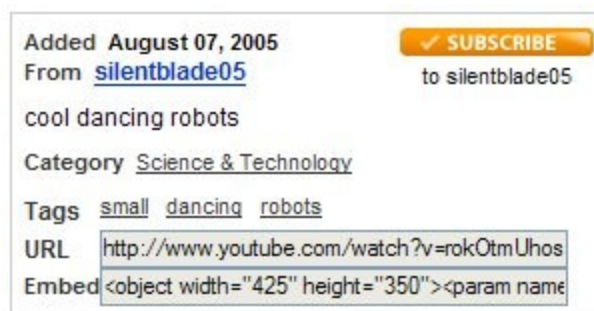 Added August 07, 2005
SUBSCRIBE
From silentblade05
to silentblade05
cool dancing robots
Category Science & Technology
Tags small dancing robots
URL http://www.youtube.com/watch?v=rokOtmUhos
Embed <object width="425" height="350"><param name